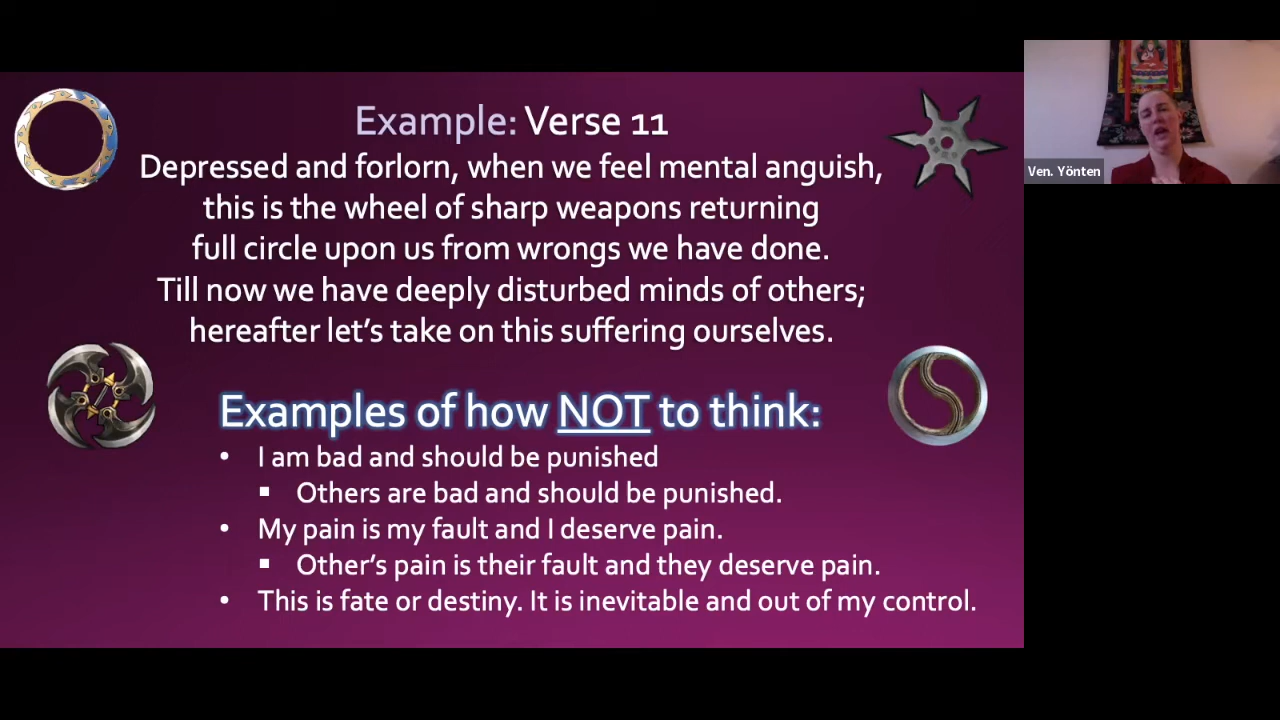 Example: Verse 11
Depressed and forlorn, when we feel mental anguish,
this is the wheel of sharp weapons returning
full circle upon us from wrongs we have done.
Till now we have deeply disturbed minds of others;
hereafter let’s take on this suffering ourselves.
Examples of how NOT to think:
• I am bad and should be punished
▪ Others are bad and should be punished.
• My pain is my fault and I deserve pain.
▪ Other’s pain is their fault and they deserve pain.
• This is fate or destiny. It is inevitable and out of my control.
Ven. Yönten